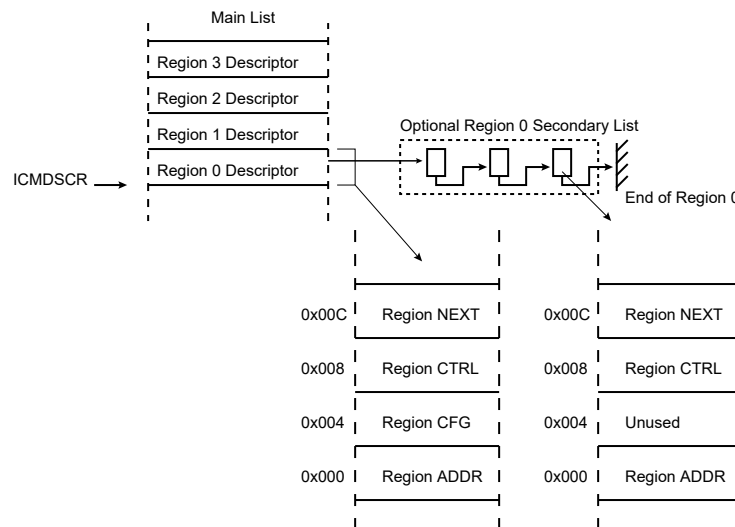 Main List
Region 3 Descriptor
Region 2 Descriptor
Region 1 Descriptor
Region 0 Descriptor
ICMDSCR
Optional Region 0 Secondary List
End of Region 0
0x00C Region NEXT
0x008 Region CTRL
0x004 Region CFG
0x000 Region ADDR
0x00C Region NEXT
0x008 Region CTRL
0x004 Unused
0x000 Region ADDR